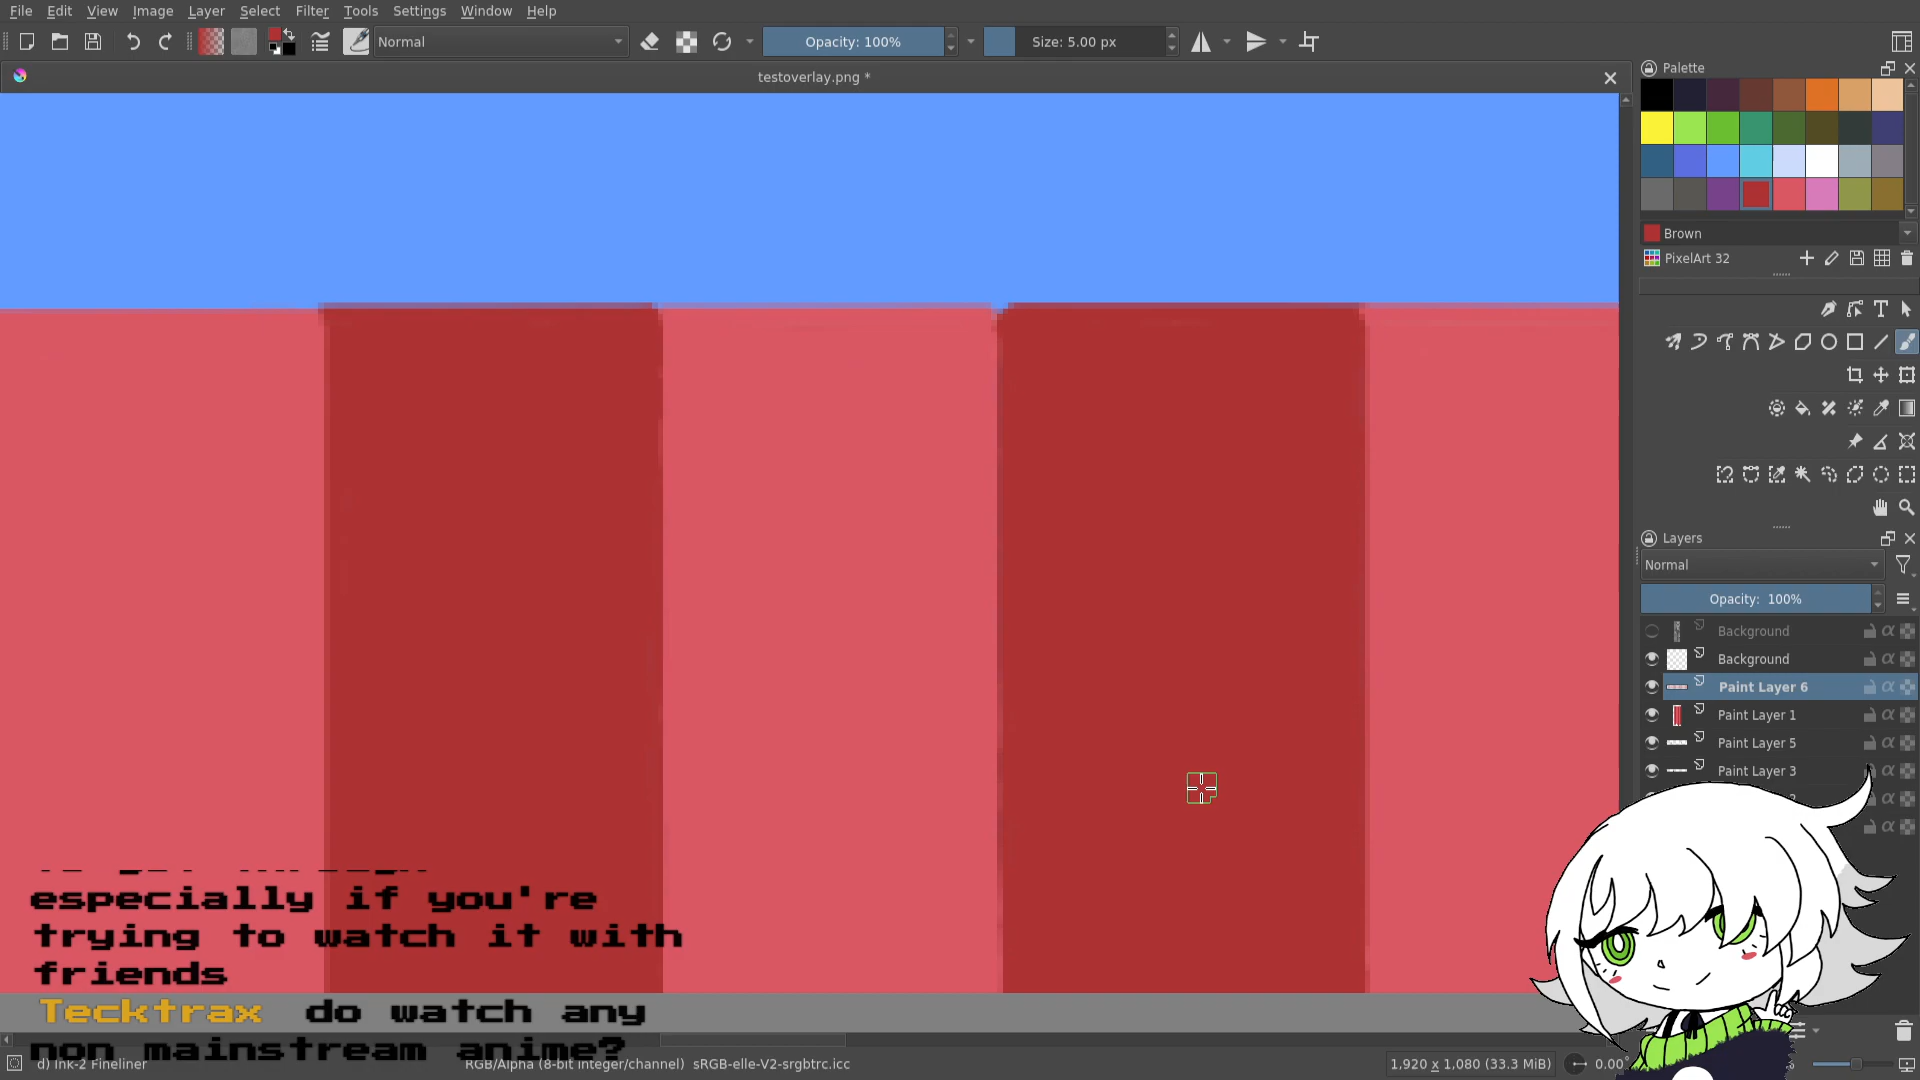 File Edit View Image Layer Select Filter Tools Settings Window Help
Normal Opacity: 100% Size: 5.00 px
testoverlay.png *
Palette
Brown
PixelArt 32
Layers
Normal
Opacity: 100%
Background
Background
Paint Layer 6
Paint Layer 1
Paint Layer 5
Paint Layer 3
especially if you're
trying to watch it with
friends
Tecktrax do watch any
non mainstream anime?
d) Ink-2 Fineliner RGB/Alpha (8-bit integer/channel) sRGB-elle-V2-srgbtrc.icc 1,920 x 1,080 (33.3 MiB) 0.00°